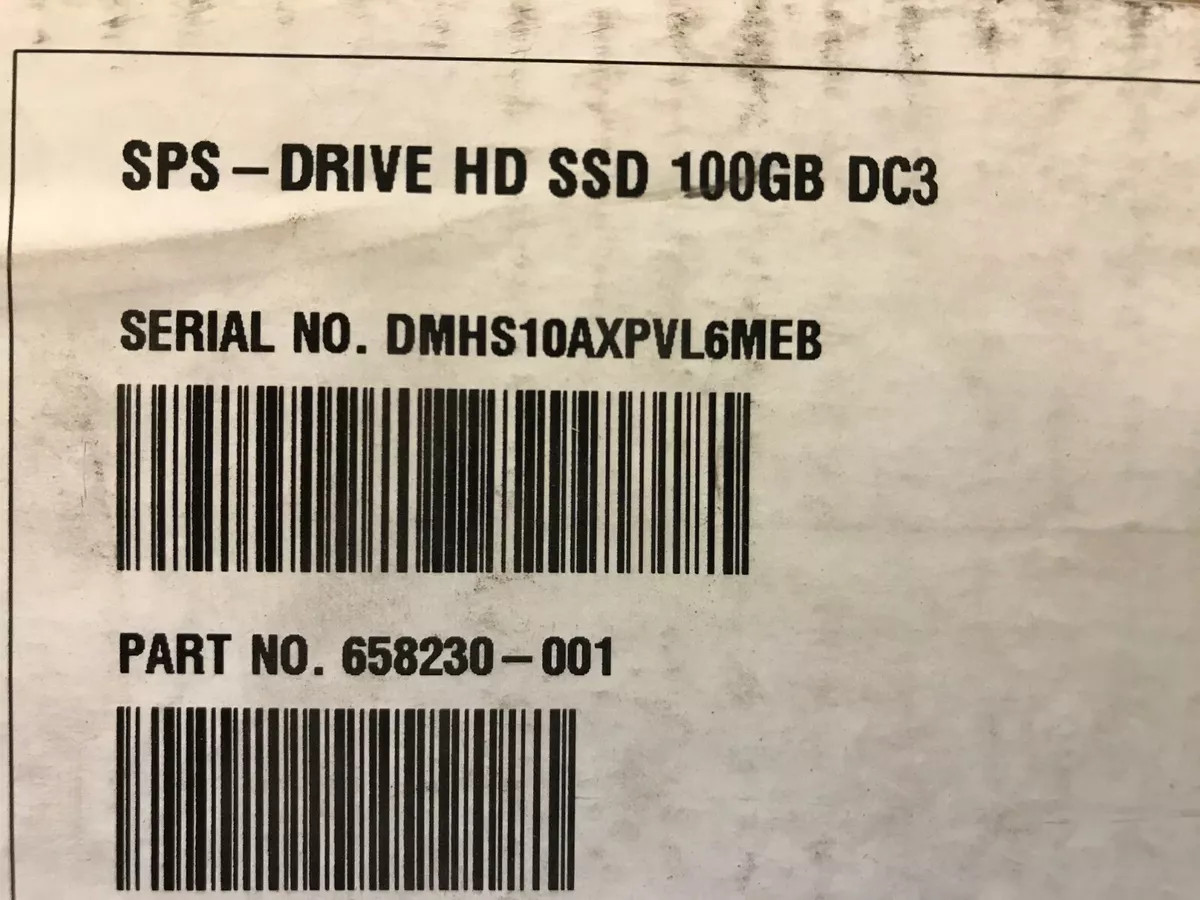 SPS-DRIVE HD SSD 100GB DC3
SERIAL NO. DMHS10AXPVL6MEB
PART NO. 658230-001